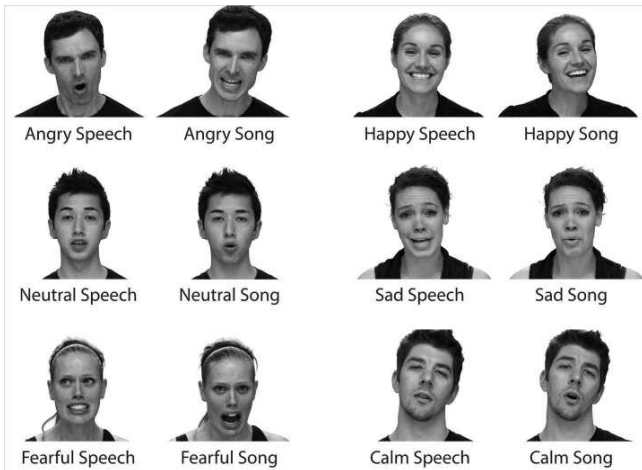 Angry Speech
Angry Song
Happy Speech
Happy Song
Neutral Speech
Neutral Song
Sad Speech
Sad Song
Fearful Speech
Fearful Song
Calm Speech
Calm Song